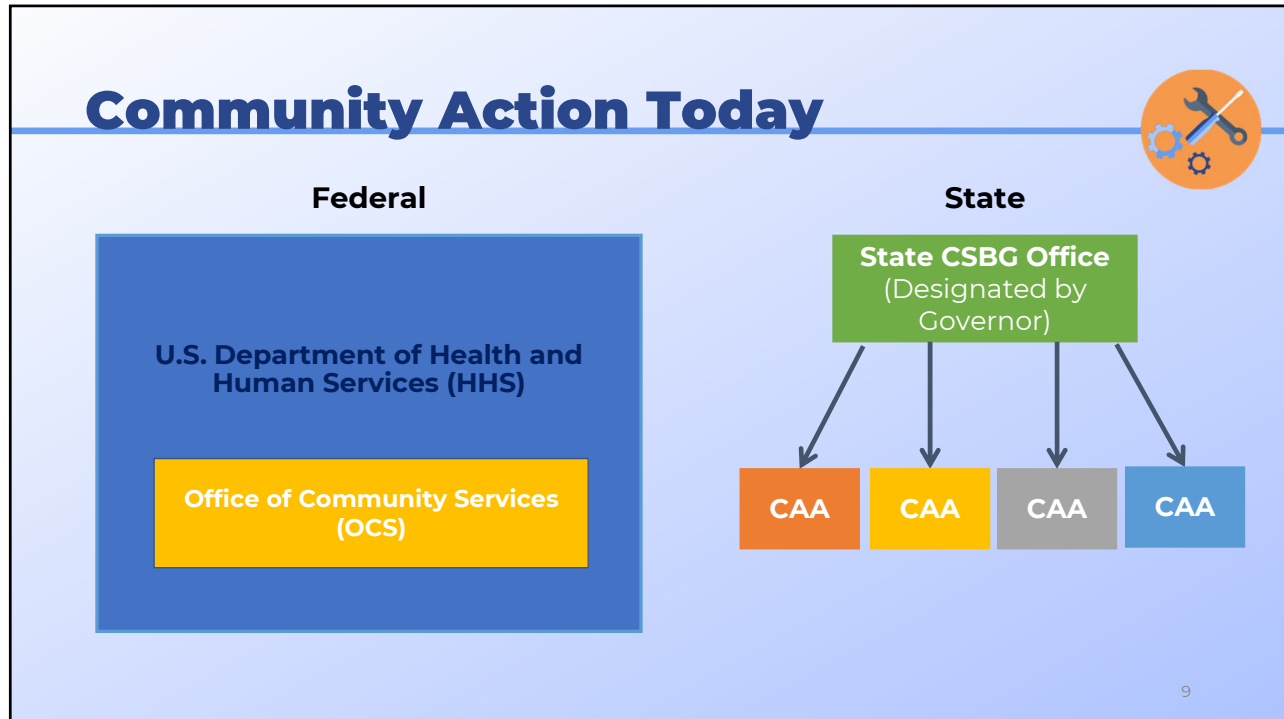 Community Action Today
Federal
U.S. Department of Health and
Human Services (HHS)
Office of Community Services
(OCS)
State
State CSBG Office
(Designated by
Governor)
CAA
CAA
CAA
CAA
9